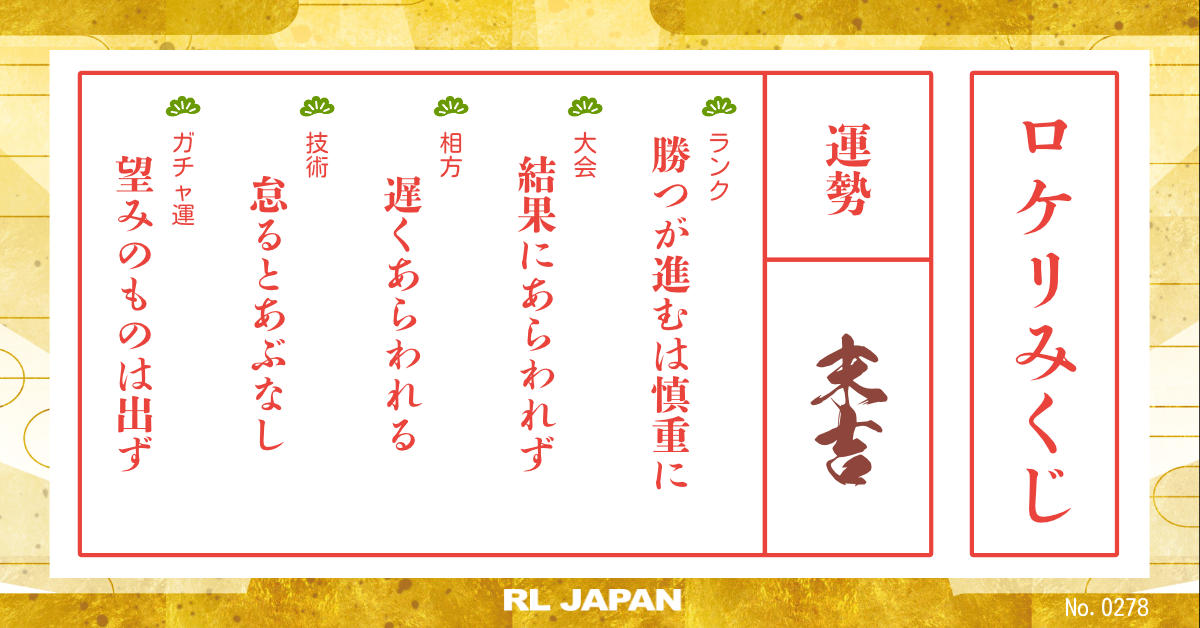 ロケリみくじ
運勢
末吉
ランク
勝つが進むは慎重に
大会
結果にあらわれず
相方
遅くあらわれる
技術
怠るとあぶなし
ガチャ運
望みのものは出ず
RL JAPAN
No. 0278